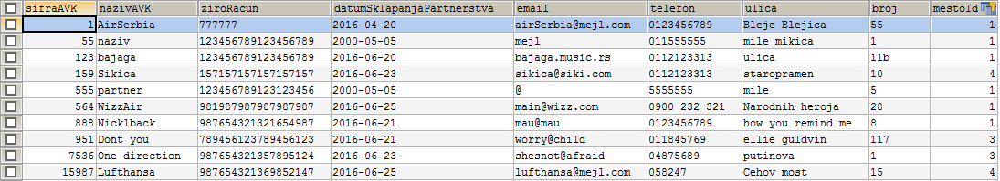 sifraAVK nazivAVK ziroRacun datumSklapanjaPartnerstva email telefon ulica broj mestoId
1 AirSerbia 777777 2016-04-20 airSerbia@mejl.com 0123456789 Bleje Blejica 55 1
55 naziv 123456789123456789 2000-05-05 mejl 011555555 mile mikica 1 1
123 bajaga 123456789123456789 2016-06-20 bajaga.music.rs 0112123313 ulica 11b 1
159 Sikica 157157157157157157 2016-06-23 sikica@siki.com 0112123313 staropramen 10 4
555 partner 123456789123123456 2000-05-05 @ 5555555 mile 5 1
564 WizzAir 981987987987987987 2016-06-25 main@wizz.com 0900 232 321 Narodnih heroja 28 1
888 Nicklback 987654321321654987 2016-06-21 mau@mau 0123456789 how you remind me 8 1
951 Dont you 789456123789456123 2016-06-21 worry@child 011845769 ellie guldvin 117 3
7536 One direction 987654321357895124 2016-06-23 shesnot@afraid 04875689 putinova 1 3
15987 Lufthansa 987654321369852147 2016-06-25 lufthansa@mejl.com 058247 Cehov most 15 4